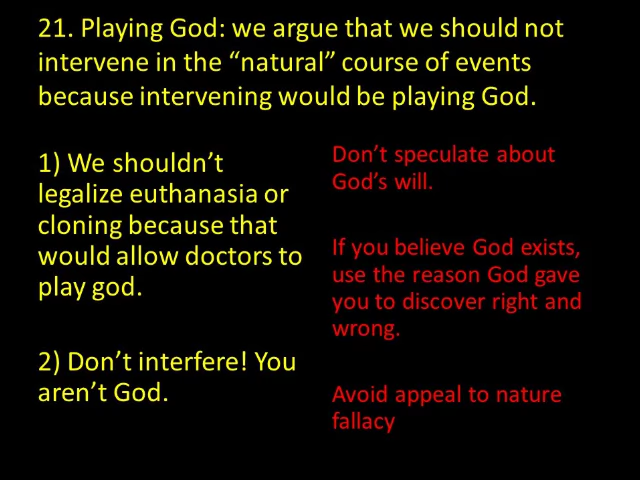 21. Playing God: we argue that we should not
intervene in the “natural” course of events
because intervening would be playing God.
1) We shouldn’t
legalize euthanasia or
cloning because that
would allow doctors to
play god.
2) Don’t interfere! You
aren’t God.
Don’t speculate about
God’s will.
If you believe God exists,
use the reason God gave
you to discover right and
wrong.
Avoid appeal to nature
fallacy